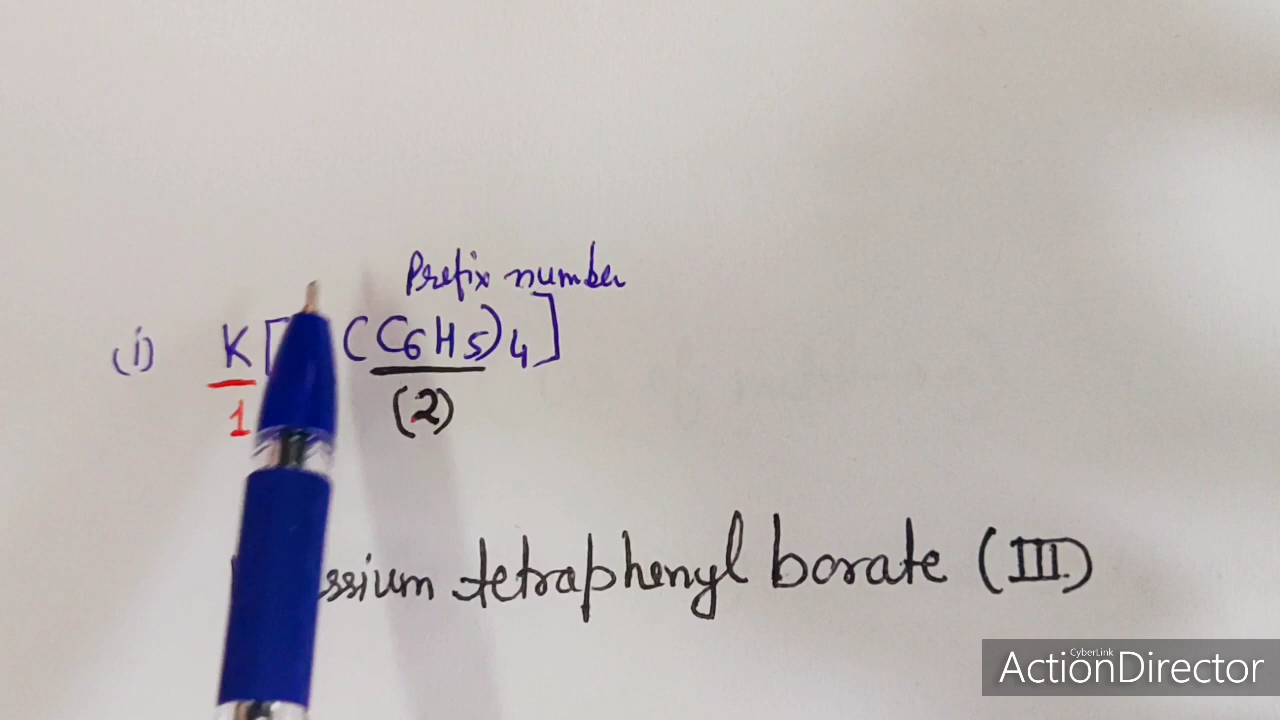 Prefix number
(i) K[ (C6H5)4]
1 (2)
ssium tetraphenyl borate (III)
CyberLink
ActionDirector